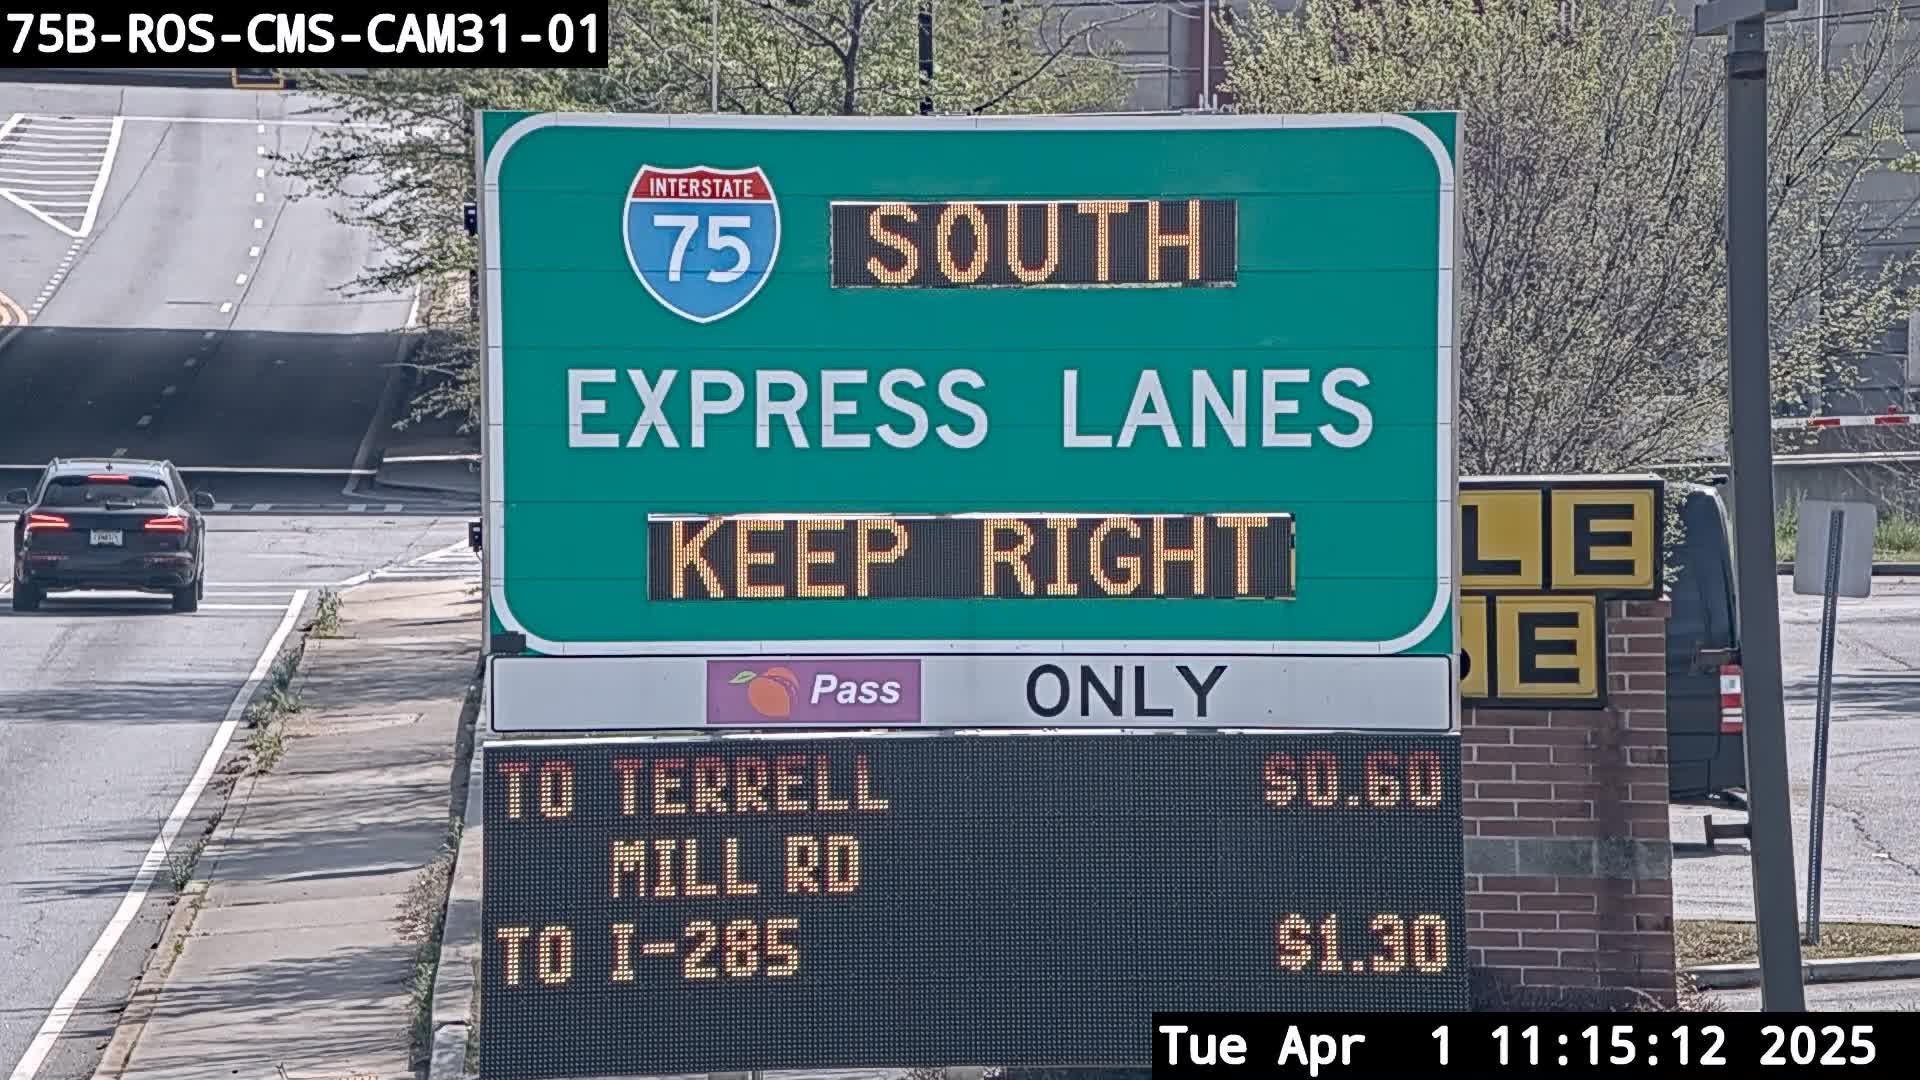 75B-ROS-CMS-CAM31-01
INTERSTATE
75
SOUTH
EXPRESS LANES
KEEP RIGHT
Pass ONLY
TO TERRELL $0.60
MILL RD
TO I-285 $1.30
LE
E
Tue Apr 1 11:15:12 2025